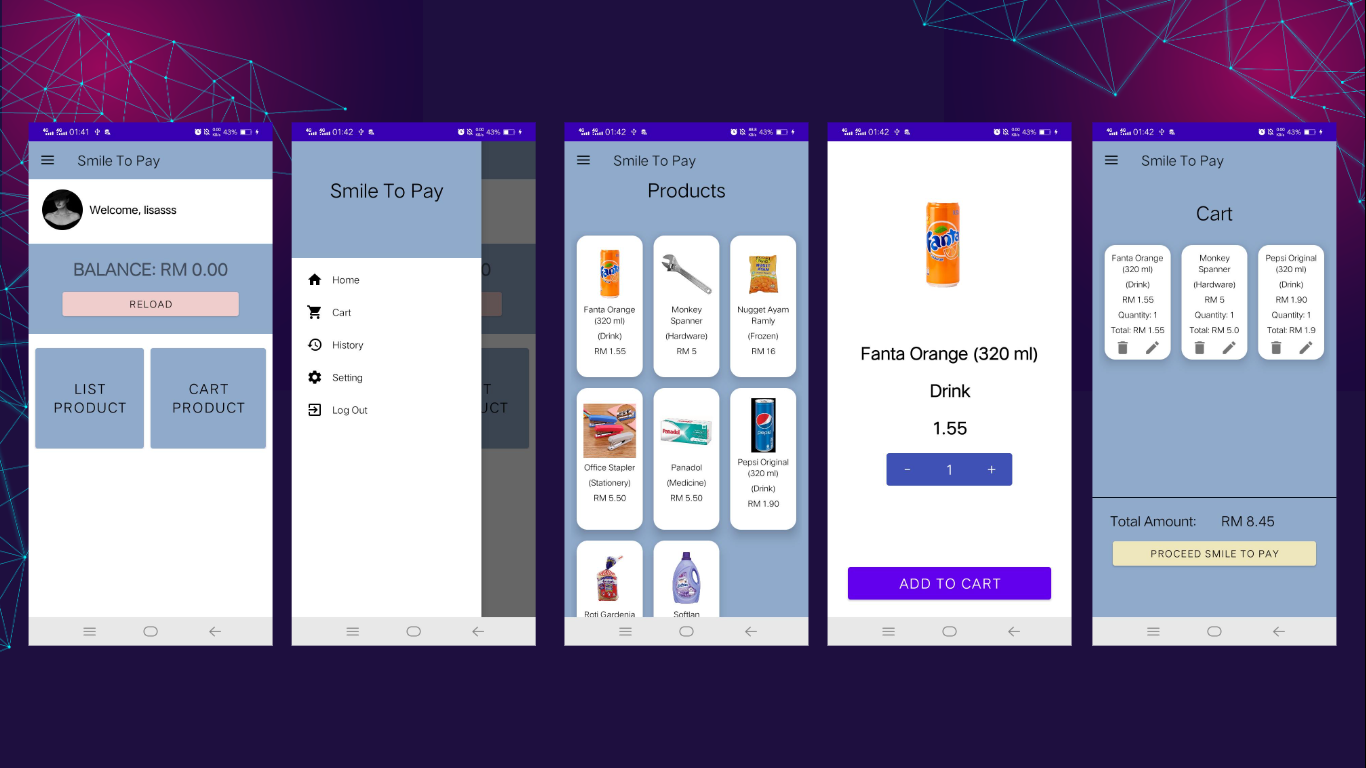 01:41
43%
Smile To Pay
Welcome, lisasss
BALANCE: RM 0.00
RELOAD
LIST
PRODUCT
CART
PRODUCT
01:42
43%
Smile To Pay
0
Home
Cart
History
Setting
Log Out
T
UCT
01:42
43%
Smile To Pay
Products
Fanta
Fanta Orange
(320 ml)
(Drink)
RM 1.55
Monkey
Spanner
(Hardware)
RM 5
Nugget Ayam
Ramly
(Frozen)
RM 16
Office Stapler
(Stationery)
RM 5.50
Panadol
Panadol
(Medicine)
RM 5.50
pepsi
Pepsi Original
(320 ml)
(Drink)
RM 1.90
Roti Gardenia
Softlan
01:42
43%
Fanta
Fanta Orange (320 ml)
Drink
1.55
- 1 +
ADD TO CART
01:42
43%
Smile To Pay
Cart
Fanta Orange
(320 ml)
(Drink)
RM 1.55
Quantity: 1
Total: RM 1.55
Monkey
Spanner
(Hardware)
RM 5
Quantity: 1
Total: RM 5.0
Pepsi Original
(320 ml)
(Drink)
RM 1.90
Quantity: 1
Total: RM 1.9
Total Amount: RM 8.45
PROCEED SMILE TO PAY